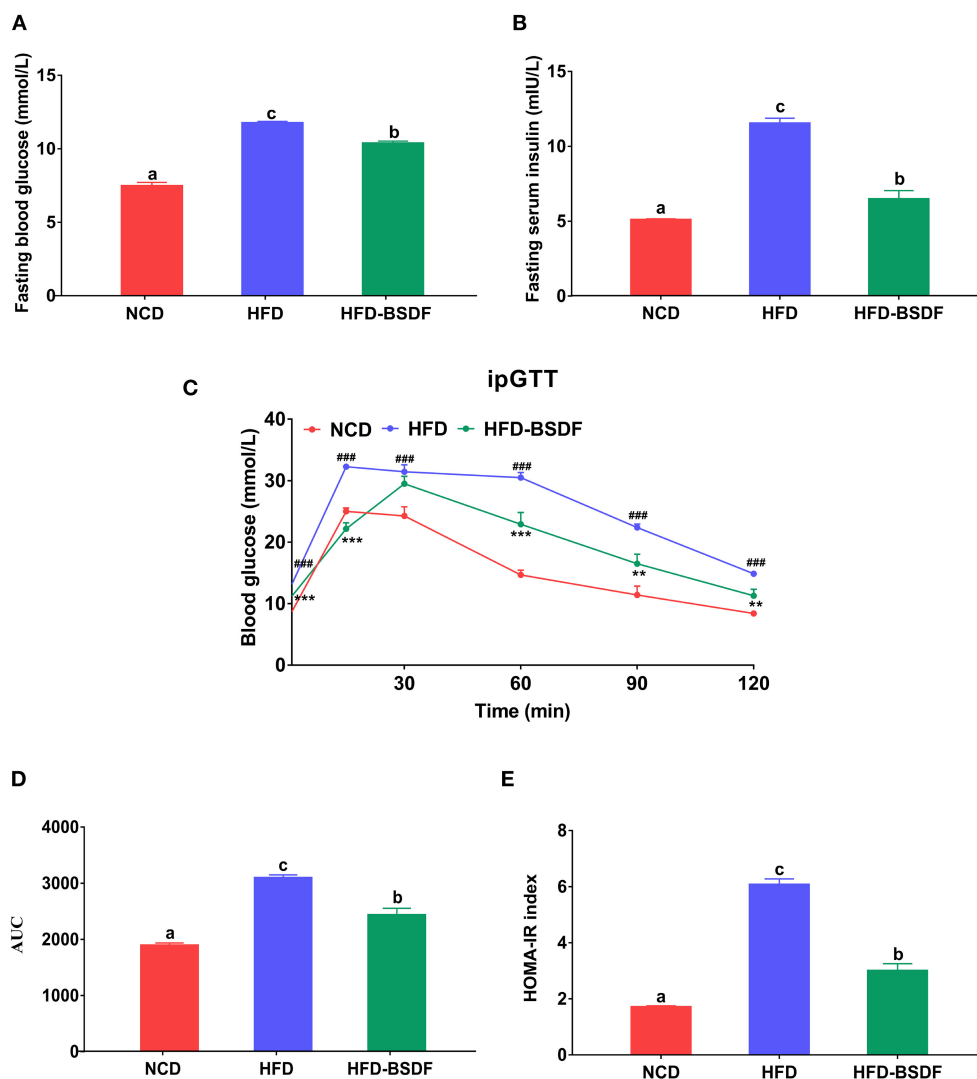 A
Fasting blood glucose (mmol/L)
15
10
5
0
a
c
b
NCD HFD HFD-BSDF
B
Fasting serum insulin (mIU/L)
15
10
5
0
a
c
b
NCD HFD HFD-BSDF
C
ipGTT
NCD HFD HFD-BSDF
Blood glucose (mmol/L)
40
30
20
10
0
### ### ### ### ### ###
*** *** *** ** **
30 60 90 120
Time (min)
D
AUC
4000
3000
2000
1000
0
a
c
b
NCD HFD HFD-BSDF
E
HOMA-IR index
8
6
4
2
0
a
c
b
NCD HFD HFD-BSDF